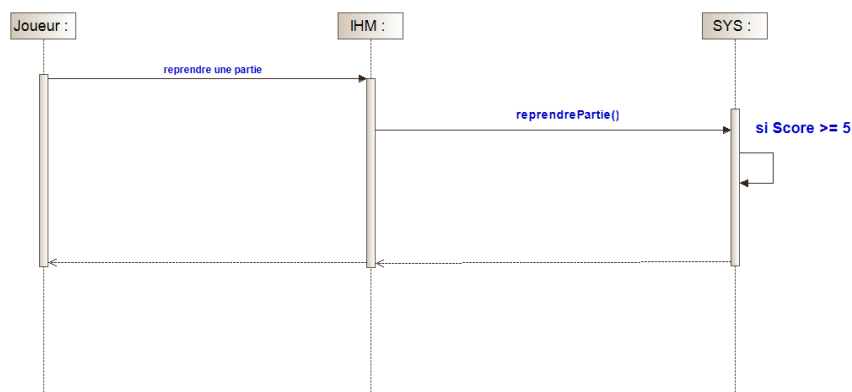 Joueur :
IHM :
SYS :
reprendre une partie
reprendrePartie()
si Score >= 5